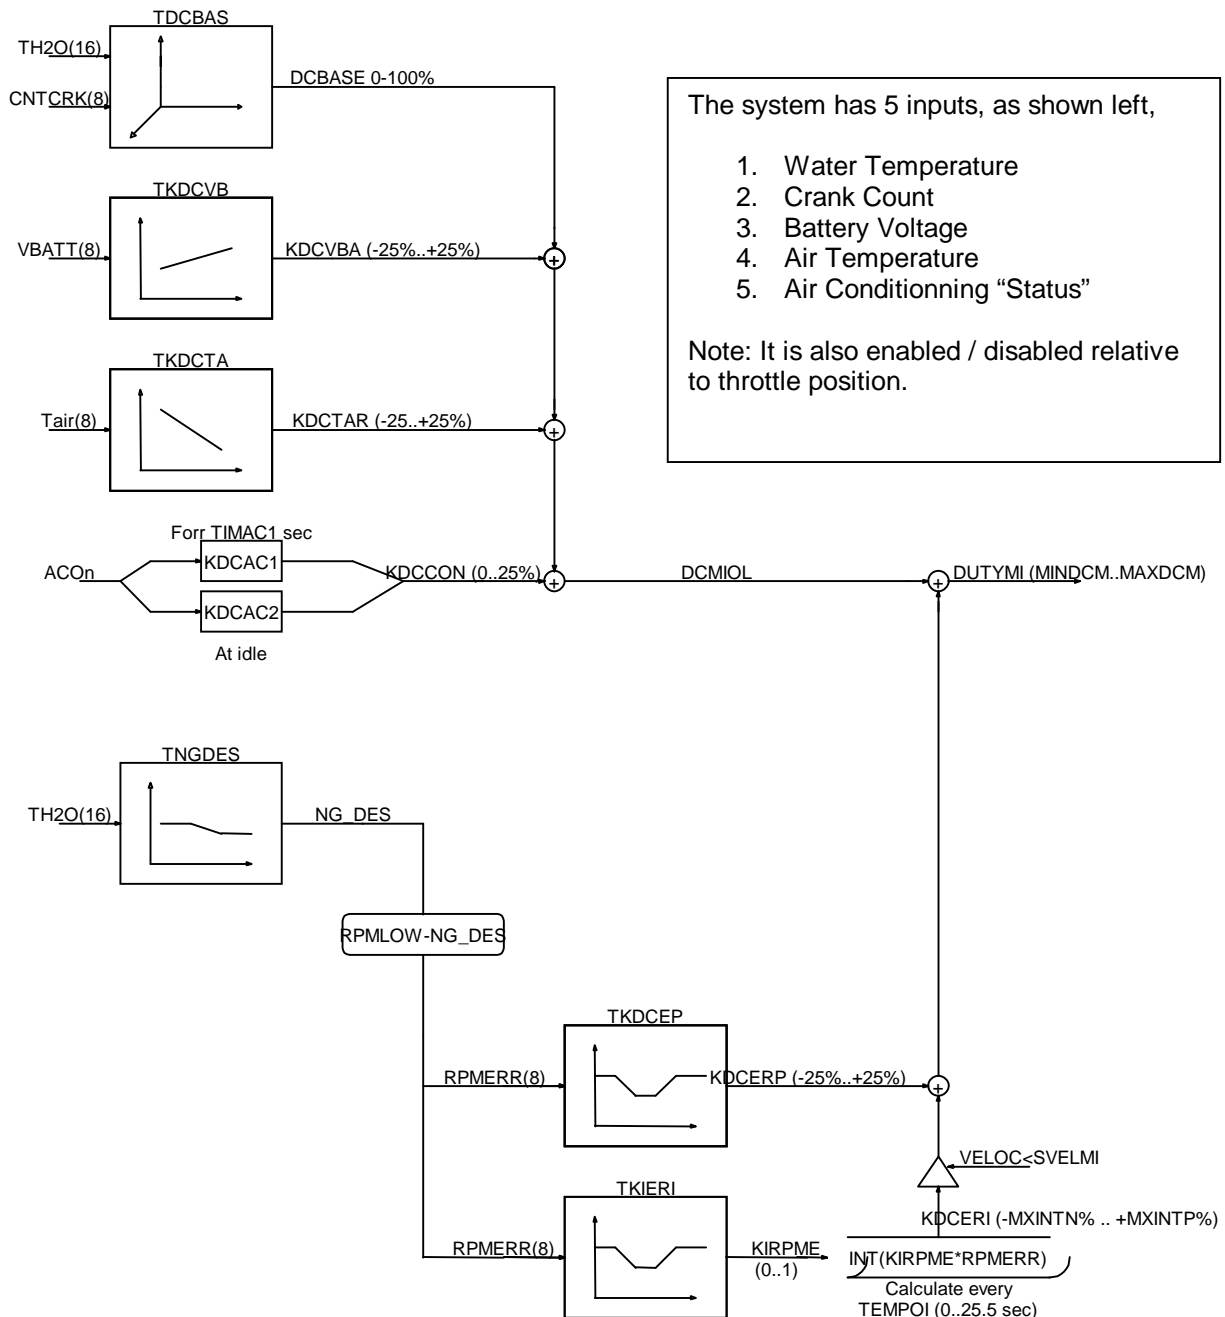 TDCBAS
TH2O(16)
CNTCRK(8)
DCBASE 0-100%
The system has 5 inputs, as shown left,
1. Water Temperature
2. Crank Count
3. Battery Voltage
4. Air Temperature
5. Air Conditionning “Status”
Note: It is also enabled / disabled relative
to throttle position.
TKDCVB
VBATT(8)
KDCVBA (-25%..+25%)
+
TKDCTA
Tair(8)
KDCTAR (-25..+25%)
+
Forr TIMAC1 sec
KDCAC1
ACOn
KDCCON (0..25%)
+
DCMIOL
+
DUTYMI (MINDCM..MAXDCM)
KDCAC2
At idle
TNGDES
TH2O(16)
NG_DES
RPMLOW-NG_DES
TKDCEP
RPMERR(8)
KDCERP (-25%..+25%)
+
VELOC<SVELMI
TKIERI
KDCERI (-MXINTN% .. +MXINTP%)
RPMERR(8)
KIRPME
(0..1)
INT(KIRPME*RPMERR)
Calculate every
TEMPOI (0..25.5 sec)